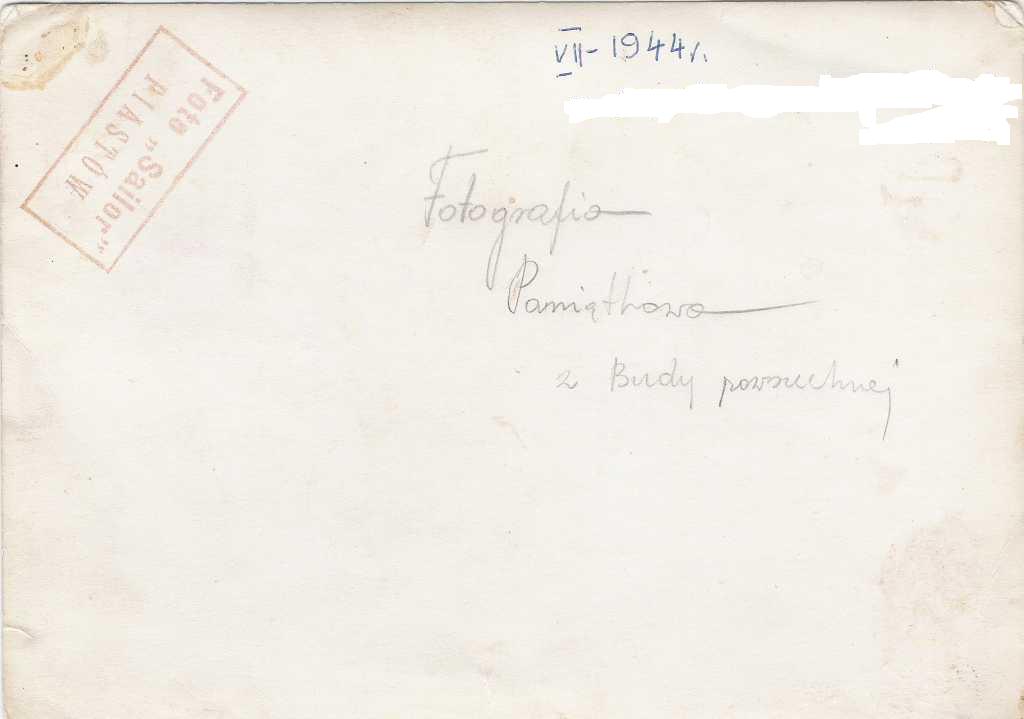 VII-1944r.
Foto „Sailor”
PIASTÓW
Fotografia
Pamiątkowa
z Budy powszechnej